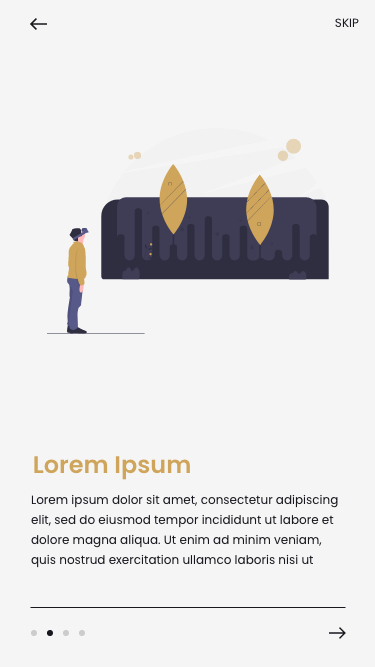 SKIP
Lorem Ipsum
Lorem ipsum dolor sit amet, consectetur adipiscing
elit, sed do eiusmod tempor incididunt ut labore et
dolore magna aliqua. Ut enim ad minim veniam,
quis nostrud exercitation ullamco laboris nisi ut